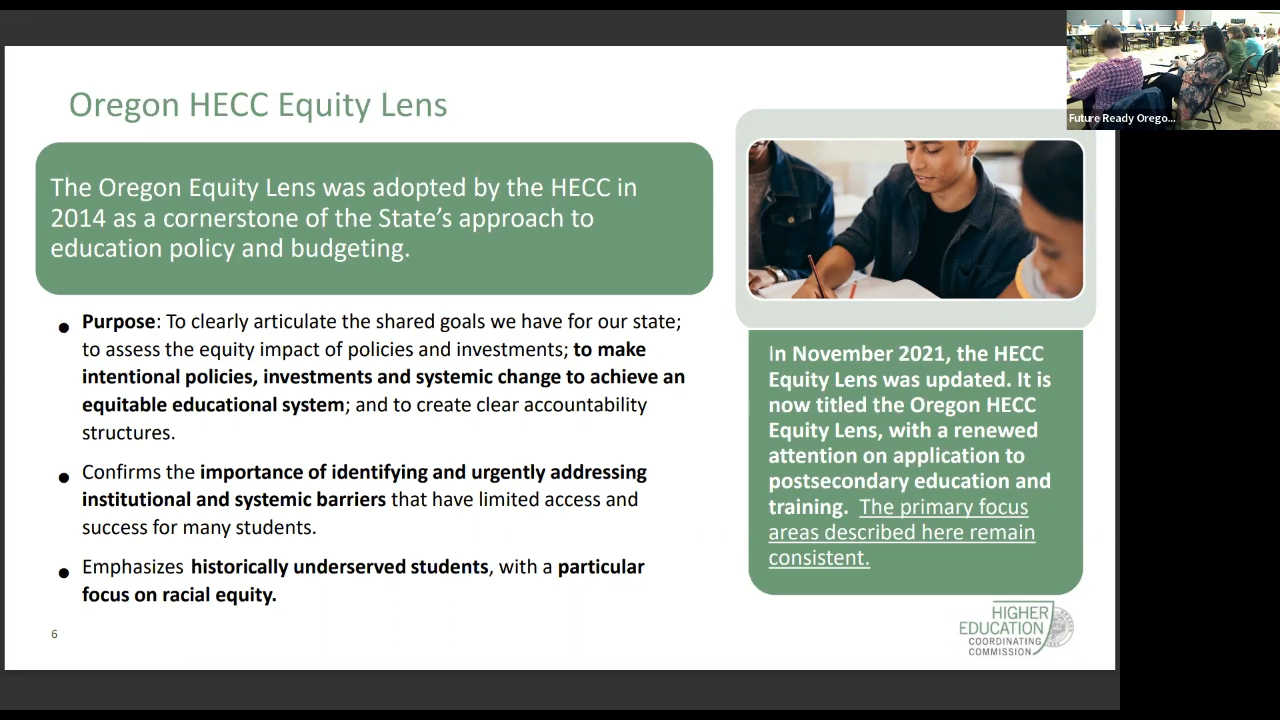 Oregon HECC Equity Lens
The Oregon Equity Lens was adopted by the HECC in
2014 as a cornerstone of the State's approach to
education policy and budgeting.
• Purpose: To clearly articulate the shared goals we have for our state;
to assess the equity impact of policies and investments; to make
intentional policies, investments and systemic change to achieve an
equitable educational system; and to create clear accountability
structures.
• Confirms the importance of identifying and urgently addressing
institutional and systemic barriers that have limited access and
success for many students.
• Emphasizes historically underserved students, with a particular
focus on racial equity.
6
In November 2021, the HECC
Equity Lens was updated. It is
now titled the Oregon HECC
Equity Lens, with a renewed
attention on application to
postsecondary education and
training. The primary focus
areas described here remain
consistent.
HIGHER
EDUCATION
COORDINATING
COMMISSION
Future Ready Orego...